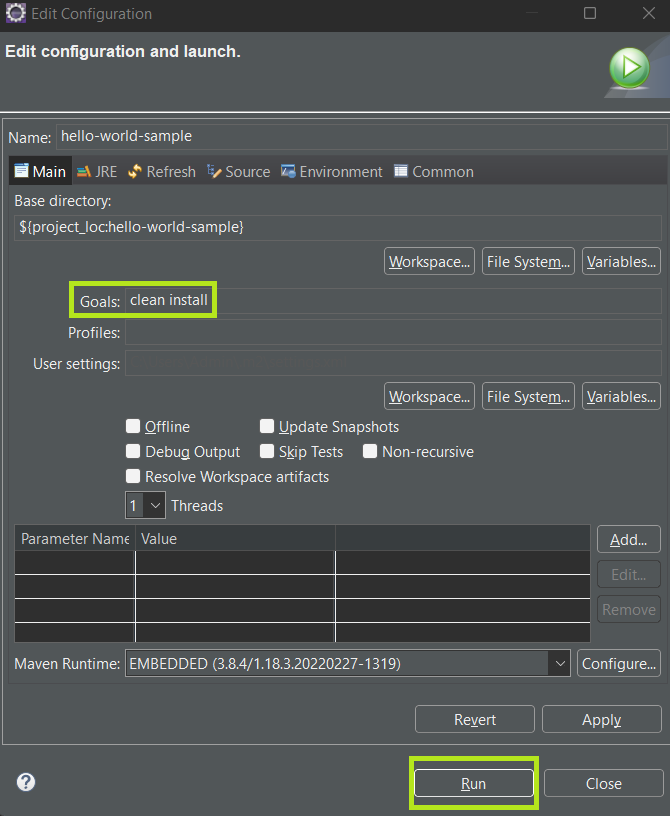 Edit Configuration
Edit configuration and launch.
Name: hello-world-sample
Main JRE Refresh Source Environment Common
Base directory:
${project_loc:hello-world-sample}
Workspace... File System... Variables...
Goals: clean install
Profiles:
User settings:
Workspace... File System... Variables...
Offline Update Snapshots
Debug Output Skip Tests Non-recursive
Resolve Workspace artifacts
1 Threads
Parameter Name Value
Add...
Edit...
Remove
Maven Runtime: EMBEDDED (3.8.4/1.18.3.20220227-1319) Configure...
Revert Apply
? Run Close